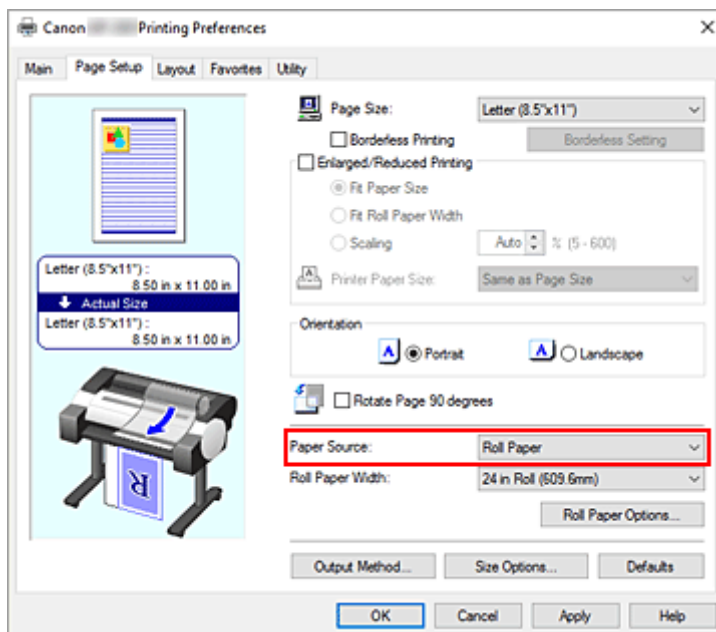 Canon Printing Preferences
Main Page Setup Layout Favorites Utility
Page Size: Letter (8.5"x11")
Borderless Printing Borderless Setting
Enlarged/Reduced Printing
Fit Paper Size
Fit Roll Paper Width
Scaling Auto % (5 - 600)
Printer Paper Size: Same as Page Size
Letter (8.5"x11") :
8.50 in x 11.00 in
Actual Size
Letter (8.5"x11") :
8.50 in x 11.00 in
Orientation
A Portrait A Landscape
Rotate Page 90 degrees
Paper Source: Roll Paper
Roll Paper Width: 24 in Roll (609.6mm)
Roll Paper Options...
R
Output Method... Size Options... Defaults
OK Cancel Apply Help